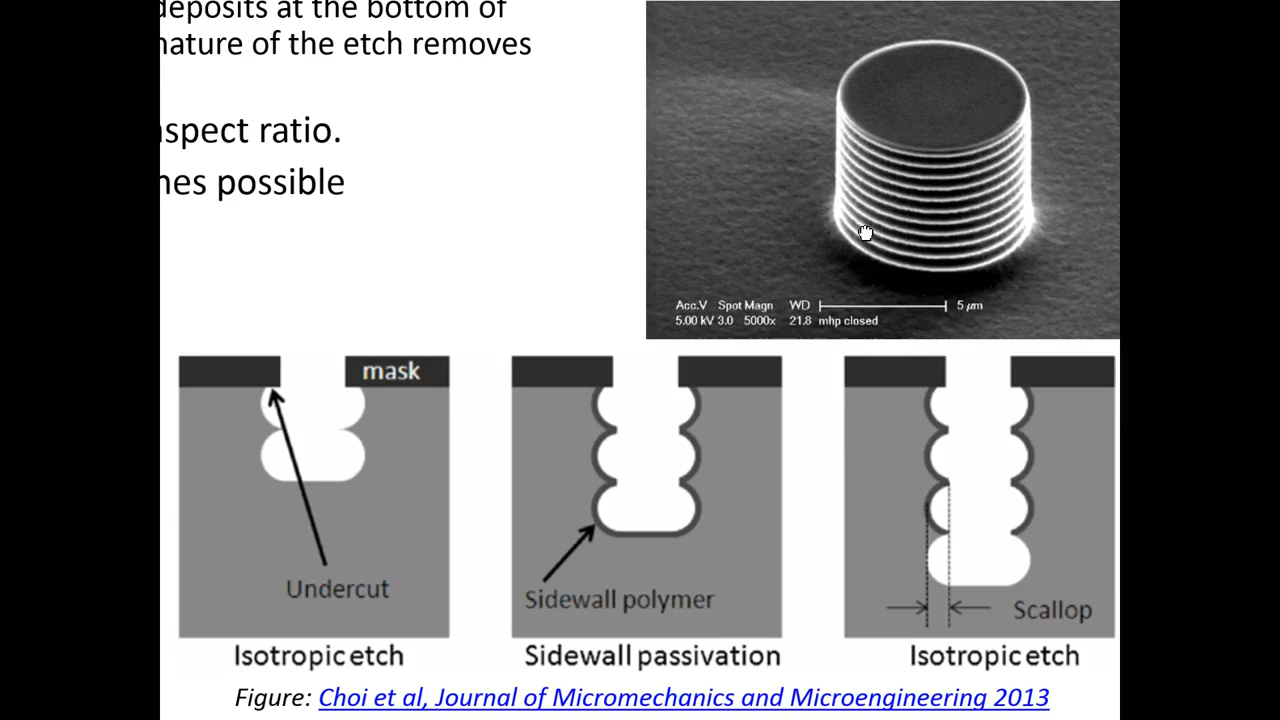 deposits at the bottom of
nature of the etch removes
aspect ratio.
possible
Acc.V Spot Magn WD 5 µm
5.00 kV 3.0 5000x 21.8 mhp closed
mask
Undercut
Sidewall polymer
Scallop
Isotropic etch
Sidewall passivation
Isotropic etch
Figure: Choi et al, Journal of Micromechanics and Microengineering 2013